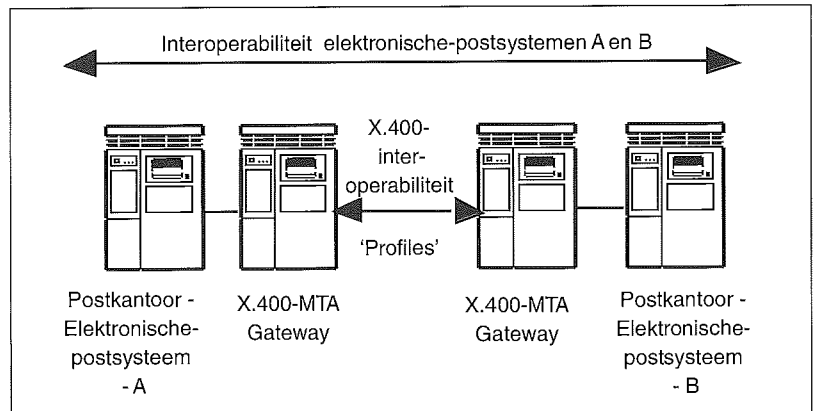 Interoperabiliteit elektronische-postsystemen A en B
X.400-
inter-
operabiliteit
'Profiles'
Postkantoor -
Elektronische-
postsysteem
- A
X.400-MTA
Gateway
X.400-MTA
Gateway
Postkantoor -
Elektronische-
postsysteem
- B